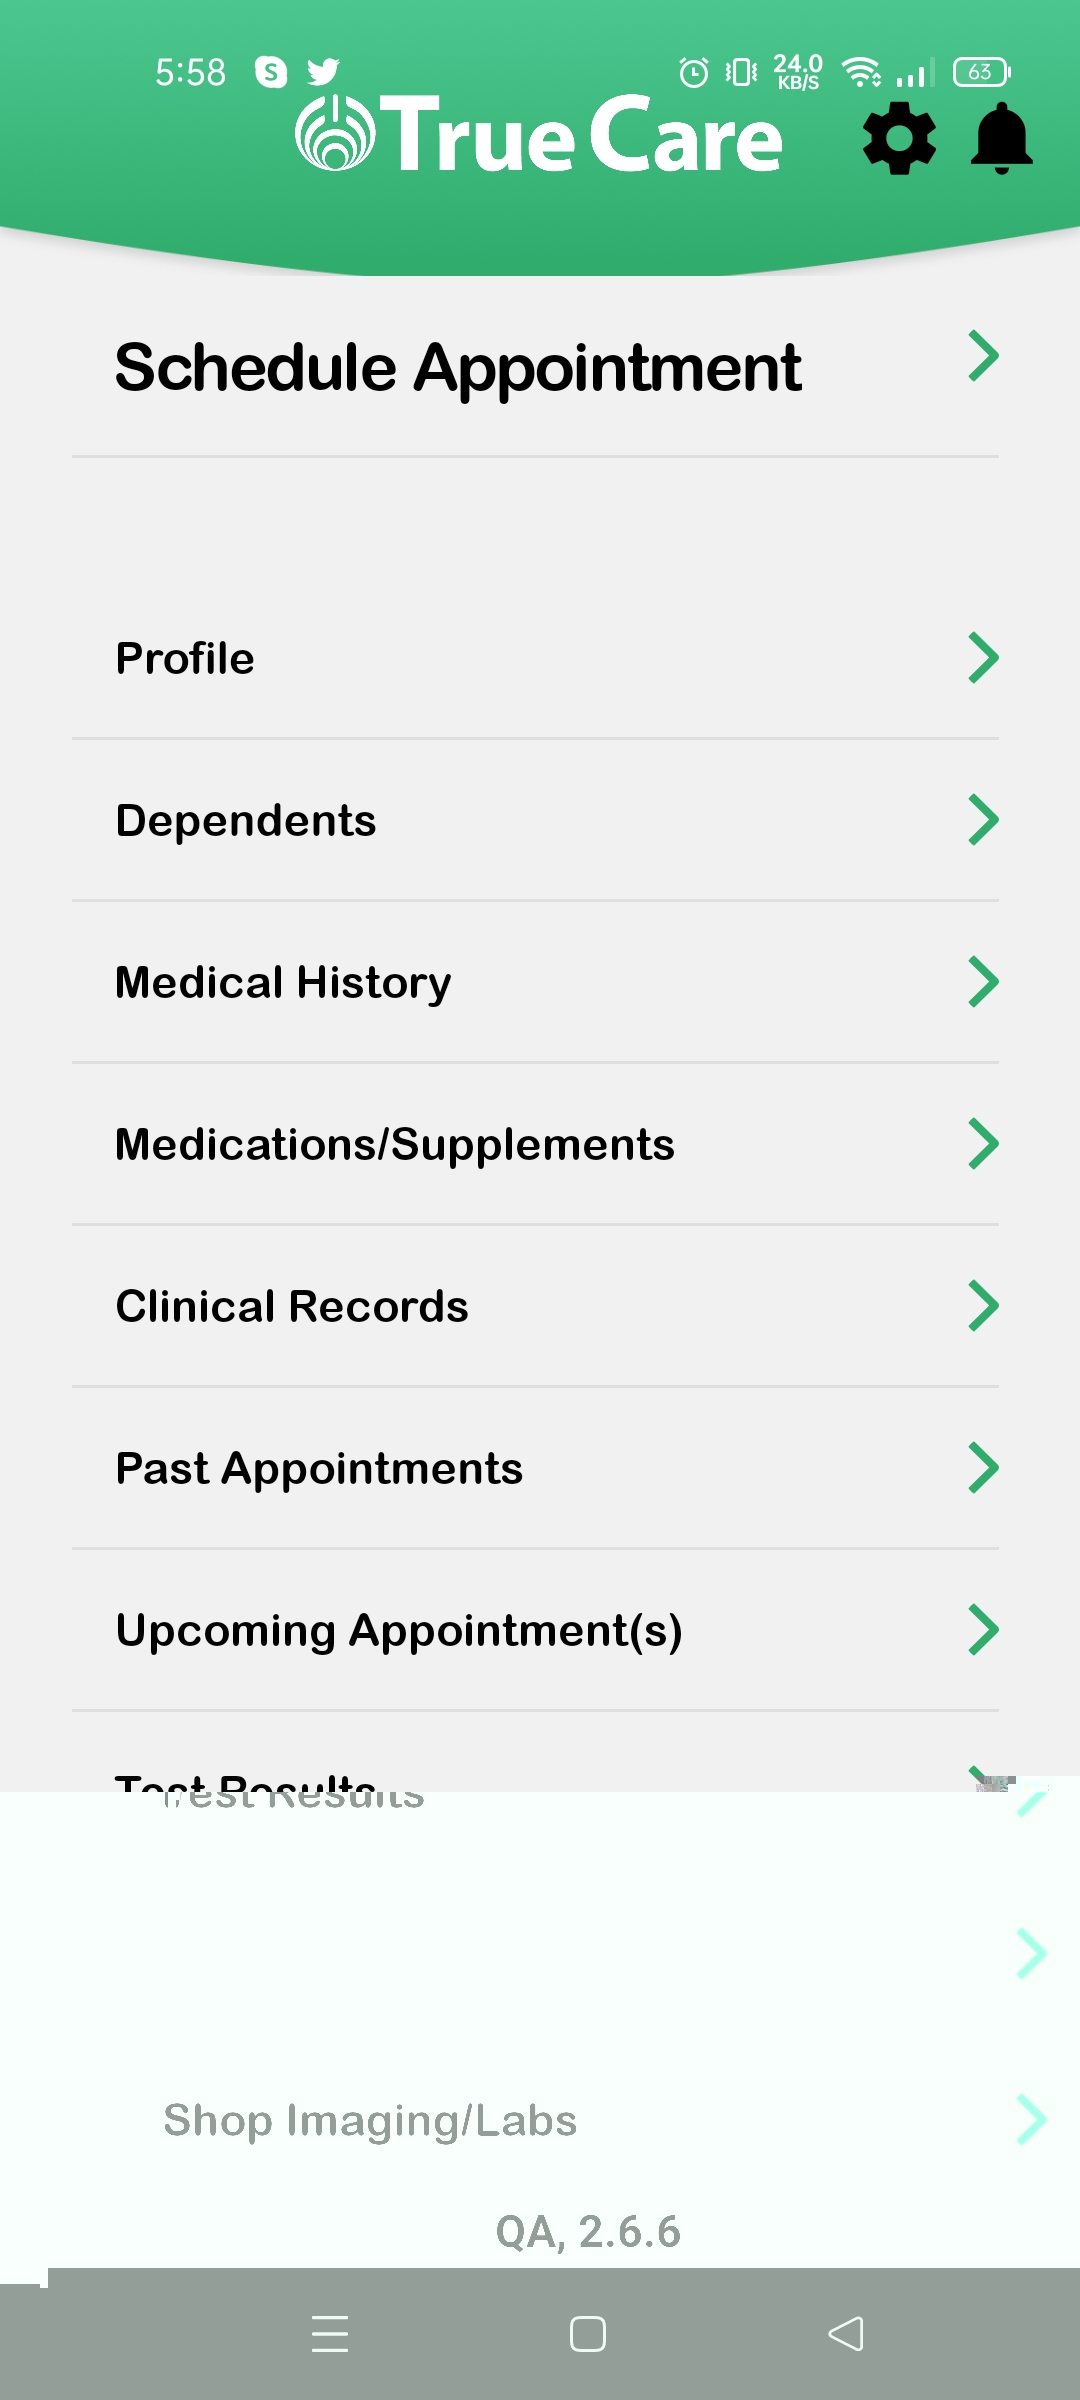 5:58
24.0
KB/S
63
True Care
Schedule Appointment
Profile
Dependents
Medical History
Medications/Supplements
Clinical Records
Past Appointments
Upcoming Appointment(s)
Test Results
Shop Imaging/Labs
QA, 2.6.6